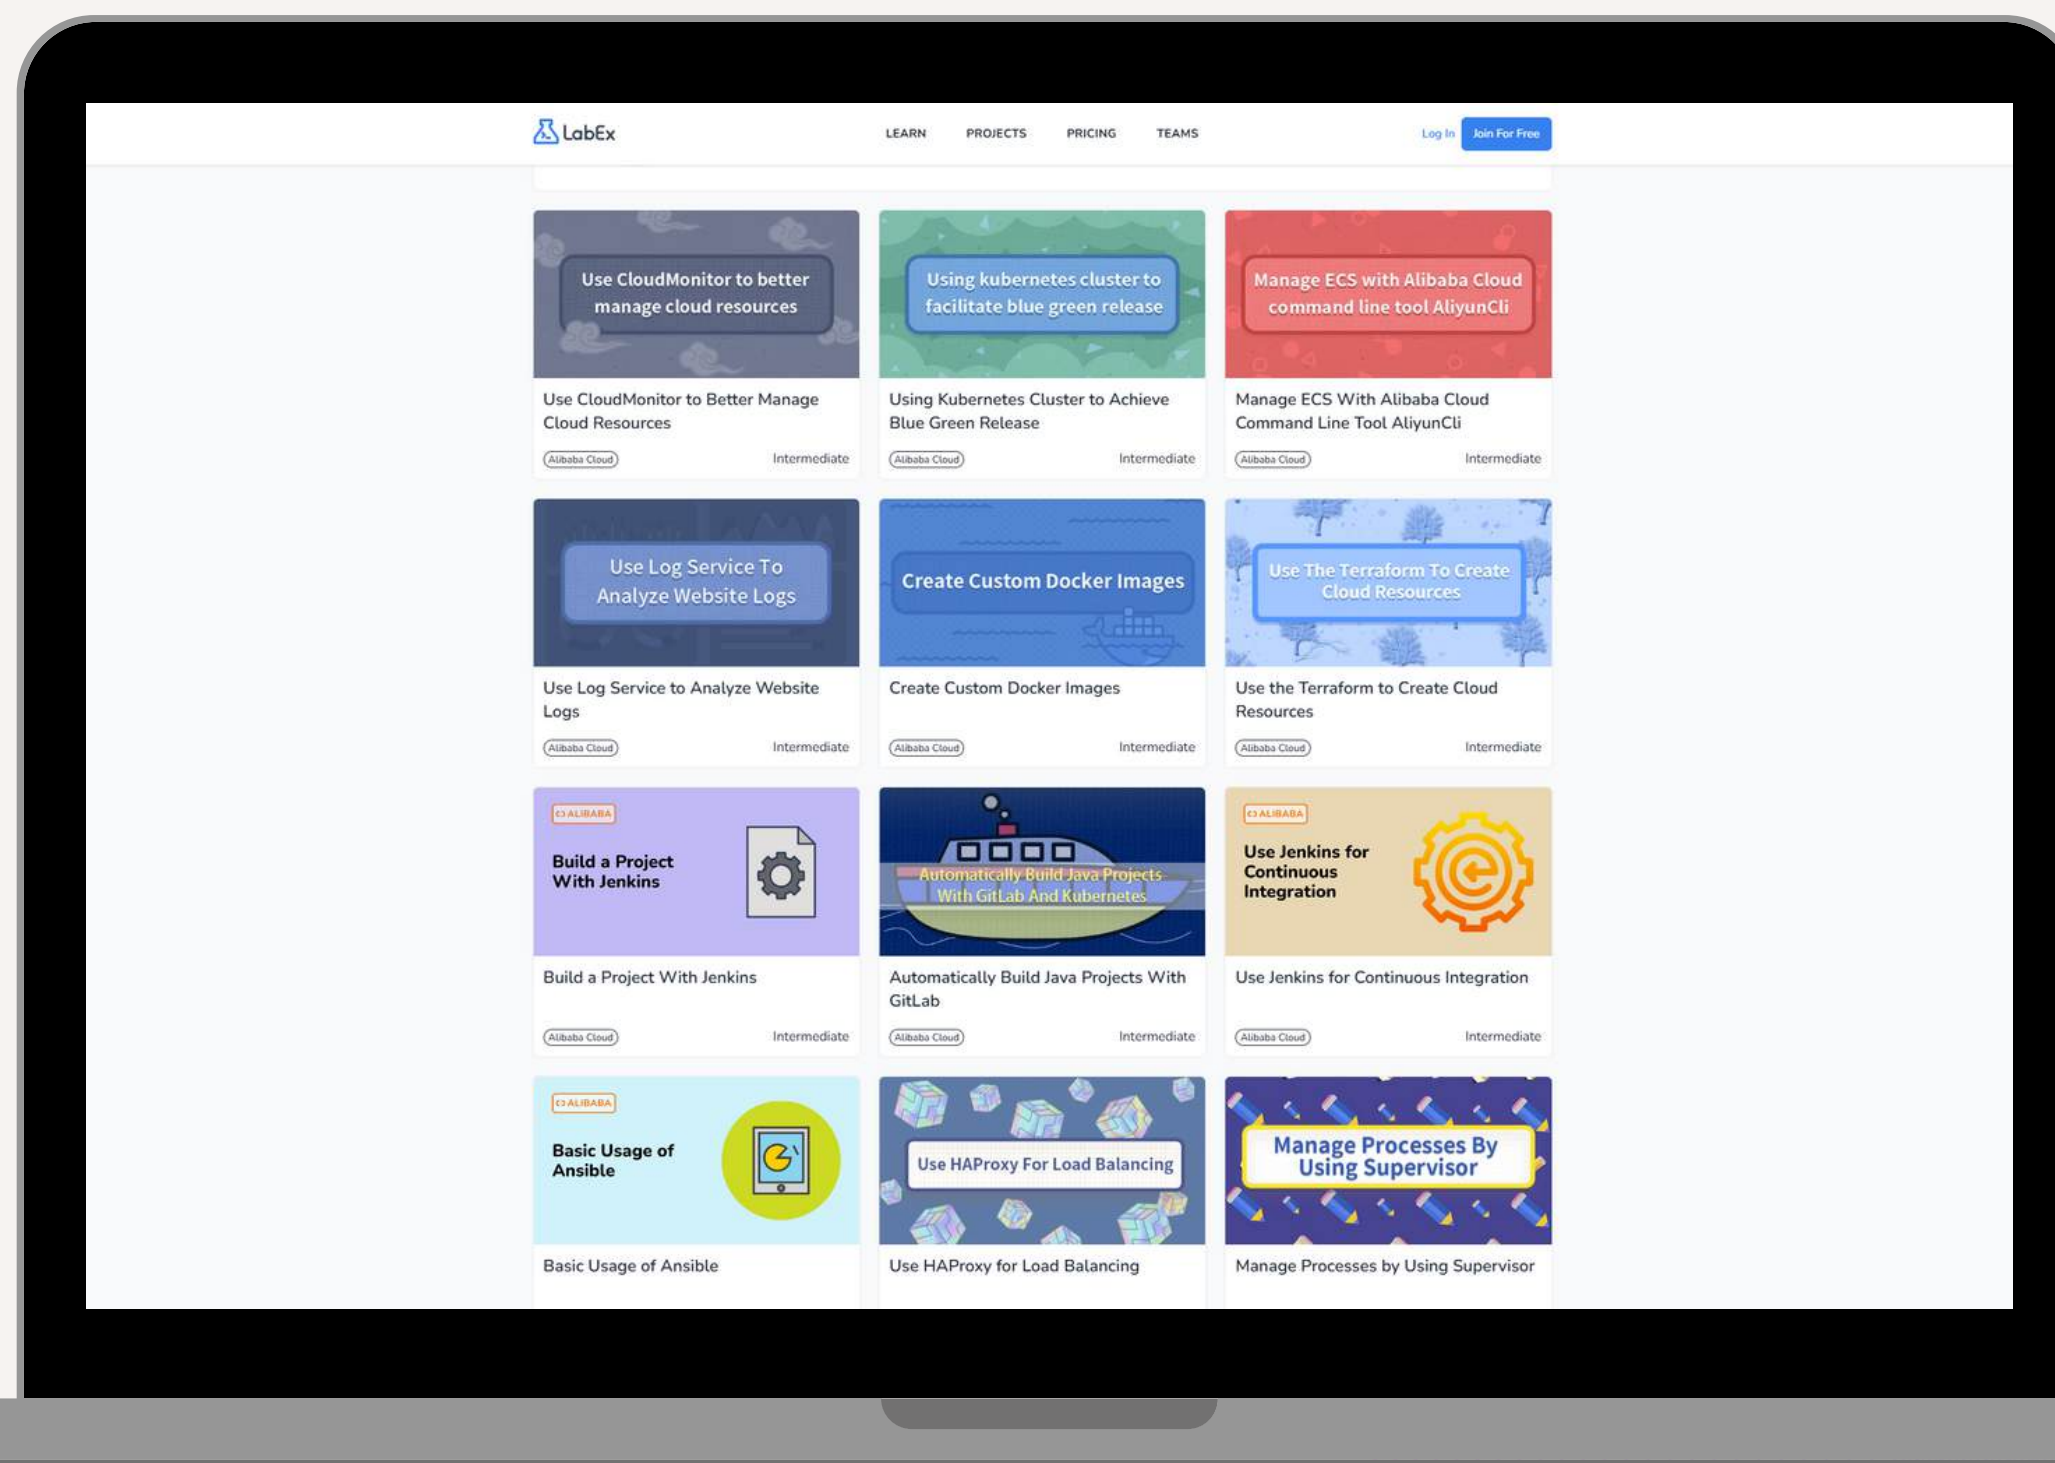 LabEx
LEARN PROJECTS PRICING TEAMS
Log In Join For Free
Use CloudMonitor to better
manage cloud resources
Using kubernetes cluster to
facilitate blue green release
Manage ECS with Alibaba Cloud
command line tool AliyunCli
Use CloudMonitor to Better Manage
Cloud Resources
Alibaba Cloud Intermediate
Using Kubernetes Cluster to Achieve
Blue Green Release
Alibaba Cloud Intermediate
Manage ECS With Alibaba Cloud
Command Line Tool AliyunCli
Alibaba Cloud Intermediate
Use Log Service To
Analyze Website Logs
Create Custom Docker Images
Use The Terraform To Create
Cloud Resources
Use Log Service to Analyze Website
Logs
Alibaba Cloud Intermediate
Create Custom Docker Images
Alibaba Cloud Intermediate
Use the Terraform to Create Cloud
Resources
Alibaba Cloud Intermediate
ALIBABA
Build a Project
With Jenkins
Automatically Build Java Projects
With GitLab And Kubernetes
ALIBABA
Use Jenkins for
Continuous
Integration
Build a Project With Jenkins
Alibaba Cloud Intermediate
Automatically Build Java Projects With
GitLab
Alibaba Cloud Intermediate
Use Jenkins for Continuous Integration
Alibaba Cloud Intermediate
ALIBABA
Basic Usage of
Ansible
Use HAProxy For Load Balancing
Manage Processes By
Using Supervisor
Basic Usage of Ansible
Use HAProxy for Load Balancing
Manage Processes by Using Supervisor